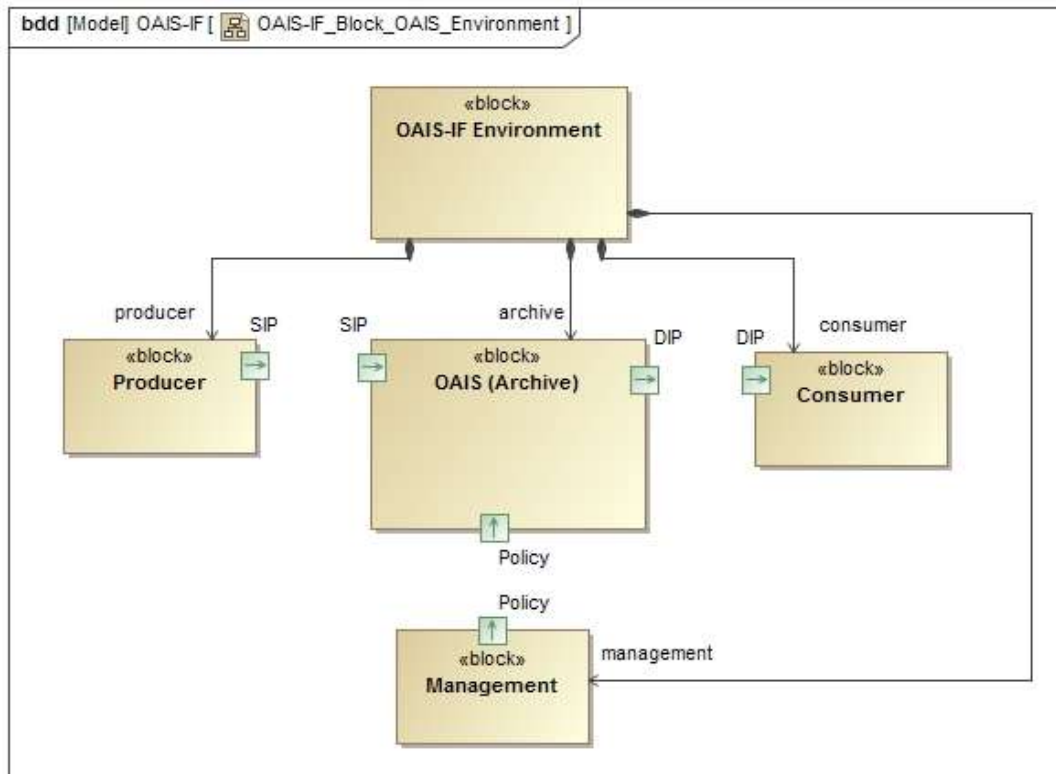 bdd [Model] OAIS-IF [ OAIS-IF_Block_OAIS_Environment ]
«block»
OAIS-IF Environment
producer
archive
consumer
SIP
SIP
DIP
DIP
«block»
Producer
«block»
OAIS (Archive)
«block»
Consumer
Policy
Policy
«block»
Management
management